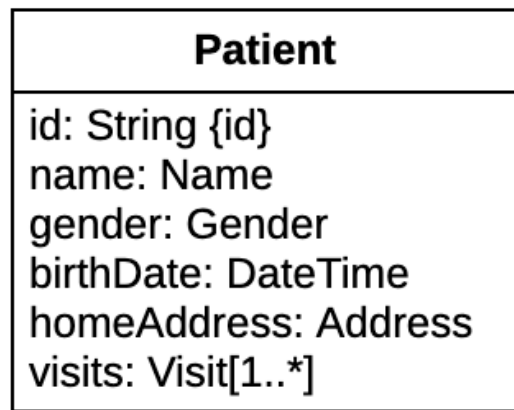 Patient
id: String {id}
name: Name
gender: Gender
birthDate: DateTime
homeAddress: Address
visits: Visit[1..*]